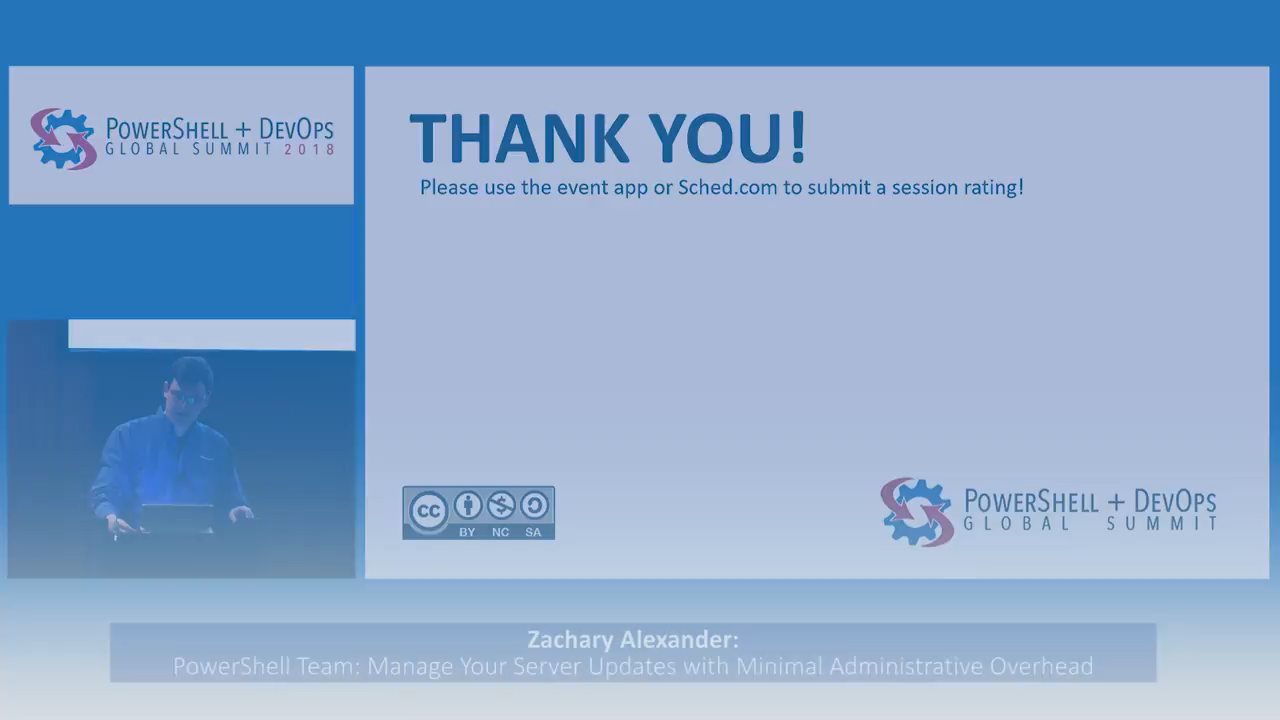 POWERSHELL + DEVOPS
GLOBAL SUMMIT 2018
THANK YOU!
Please use the event app or Sched.com to submit a session rating!
CC
BY NC SA
POWERSHELL + DEVOPS
GLOBAL SUMMIT
Zachary Alexander:
PowerShell Team: Manage Your Server Updates with Minimal Administrative Overhead